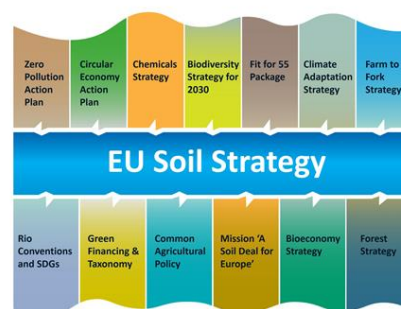 Zero
Pollution
Action
Plan
Circular
Economy
Action
Plan
Chemicals
Strategy
Biodiversity
Strategy for
2030
Fit for 55
Package
Climate
Adaptation
Strategy
Farm to
Fork
Strategy
EU Soil Strategy
Rio
Conventions
and SDGs
Green
Financing &
Taxonomy
Common
Agricultural
Policy
Mission ‘A
Soil Deal for
Europe’
Bioeconomy
Strategy
Forest
Strategy